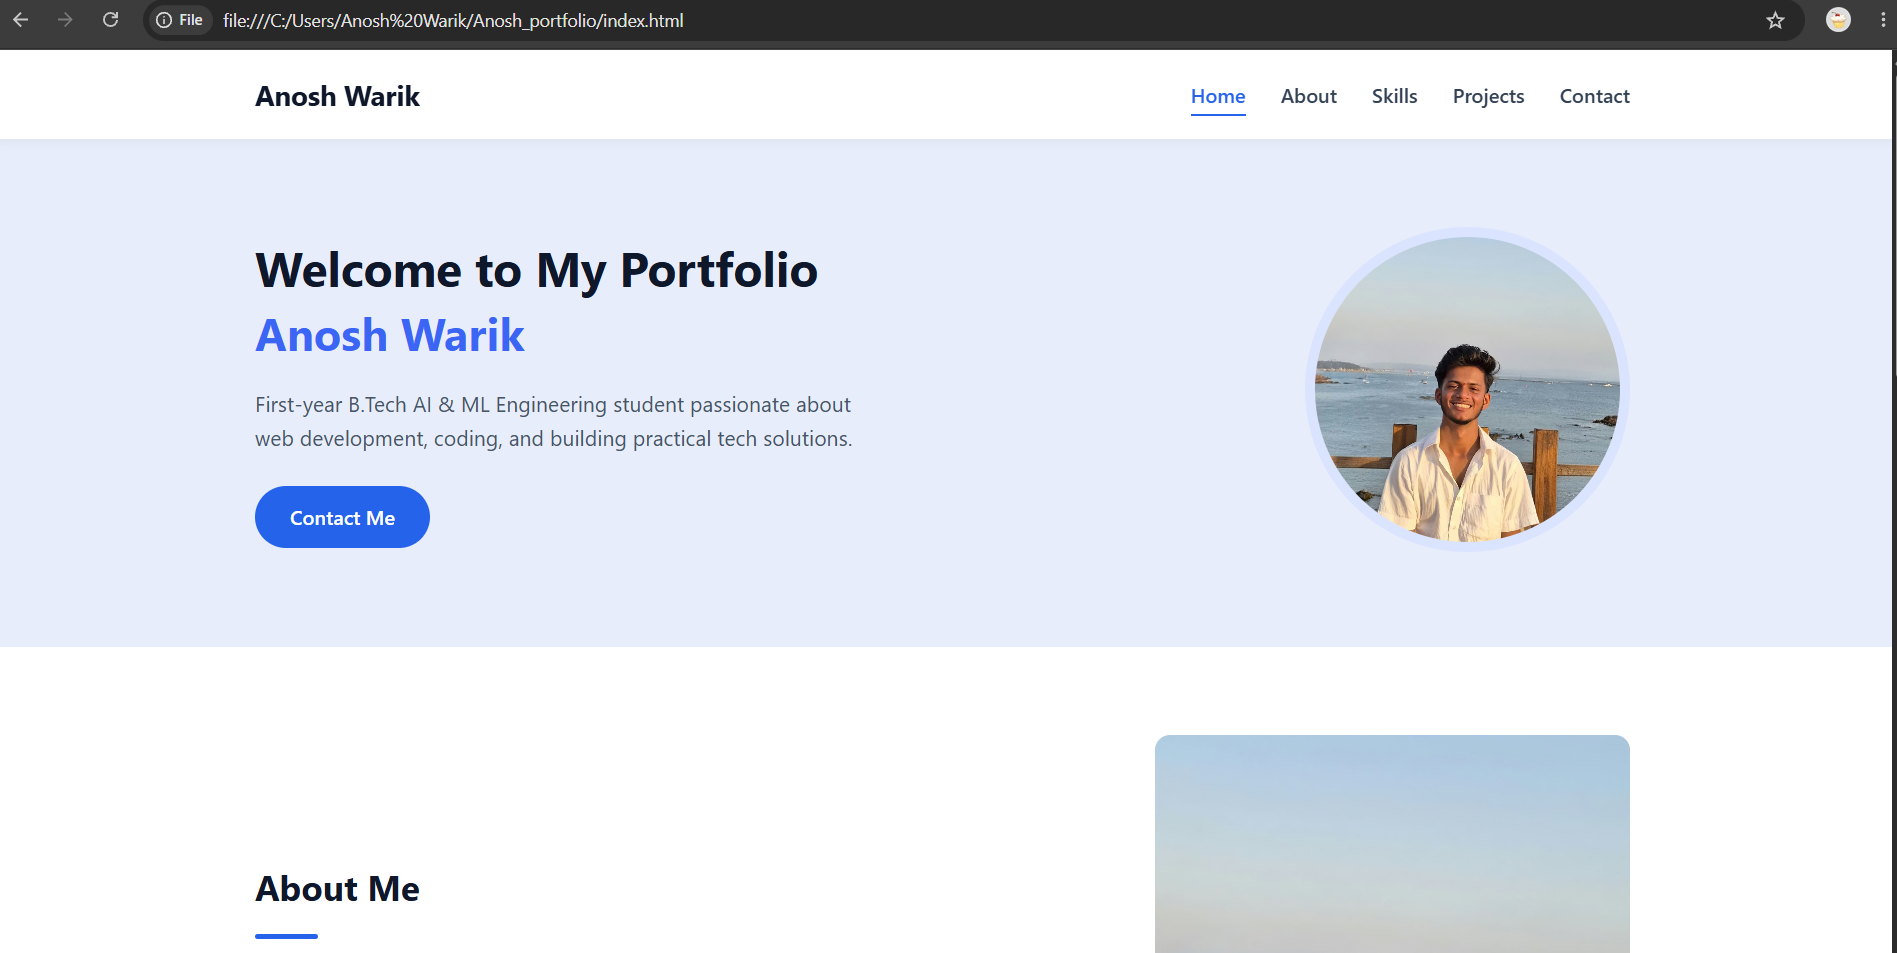 File file:///C:/Users/Anosh%20Warik/Anosh_portfolio/index.html
Anosh Warik
Home About Skills Projects Contact
Welcome to My Portfolio
Anosh Warik
First-year B.Tech AI & ML Engineering student passionate about
web development, coding, and building practical tech solutions.
Contact Me
About Me